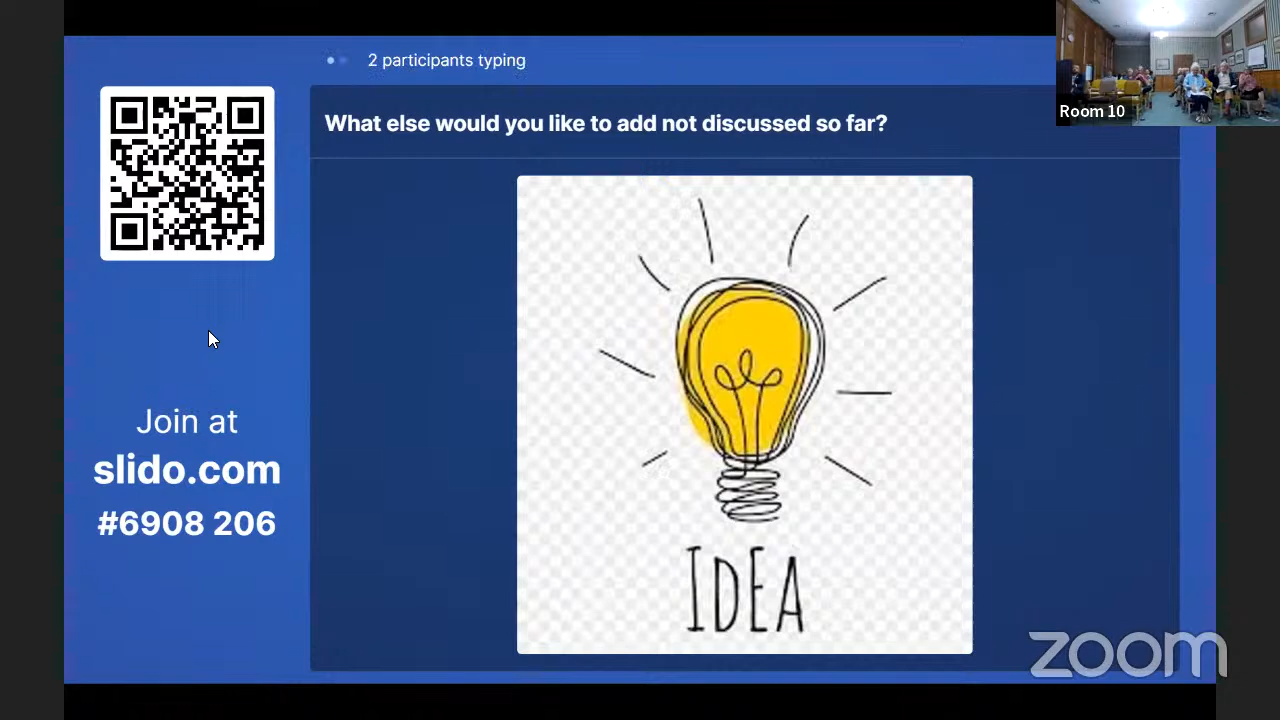 2 participants typing
What else would you like to add not discussed so far?
Room 10
Join at
slido.com
#6908 206
IdEA
zoom